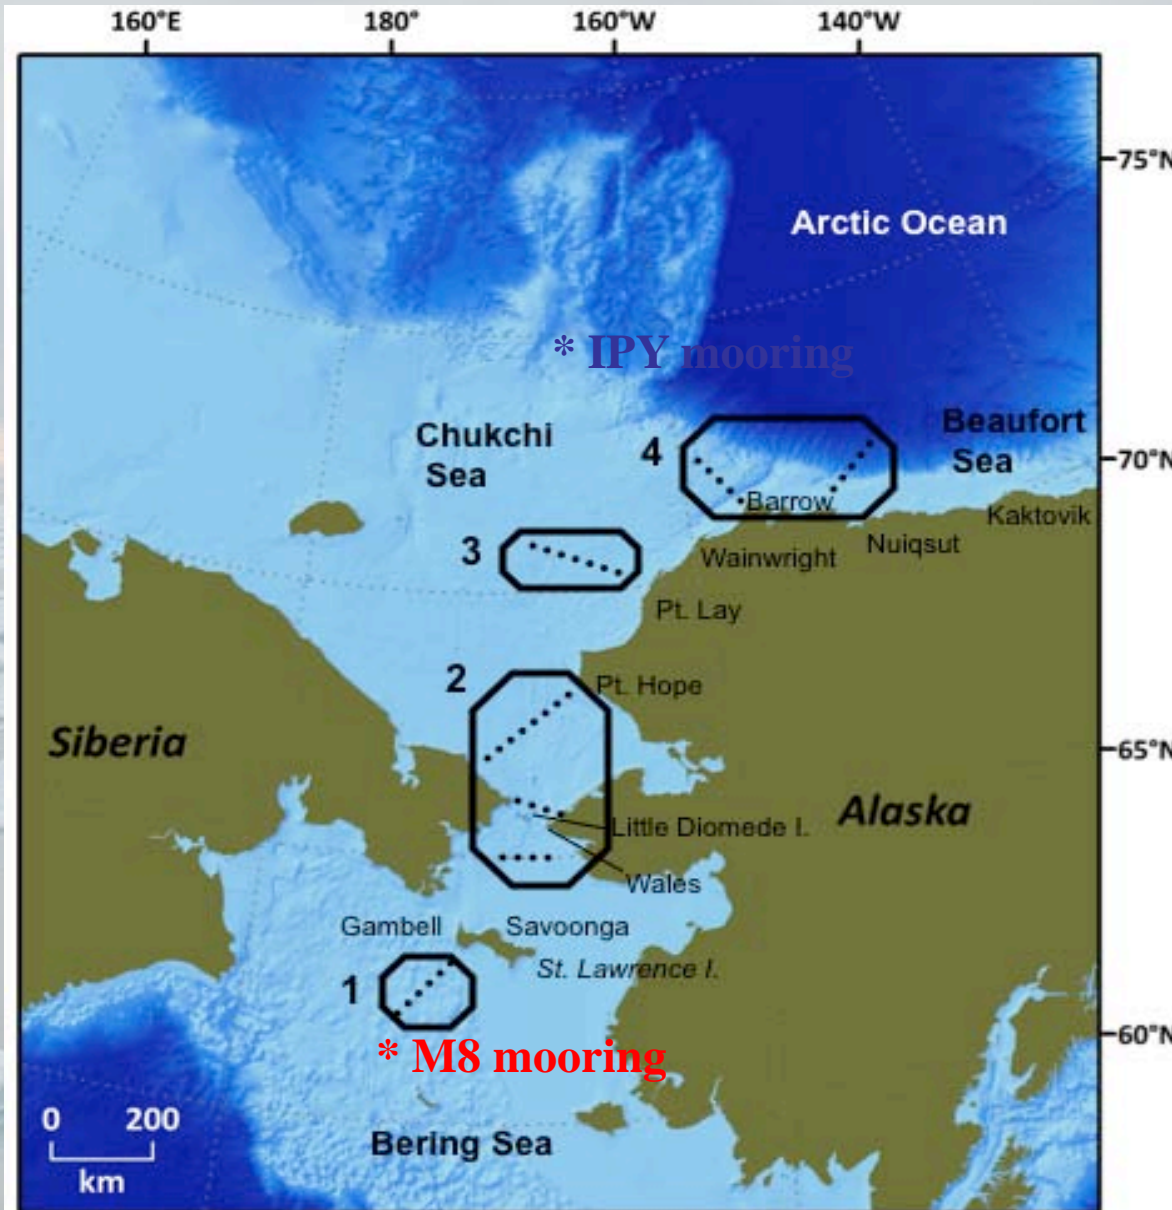 160°E 180° 160°W 140°W
75°N
Arctic Ocean
* IPY mooring
Chukchi
Sea
4
Beaufort
Sea
70°N
Barrow
Kaktovik
3
Wainwright
Nuiqsut
Pt. Lay
2
Pt. Hope
Siberia
65°N
Alaska
Little Diomede I.
Wales
Gambell
Savoonga
St. Lawrence I.
1
60°N
* M8 mooring
0 200
km
Bering Sea